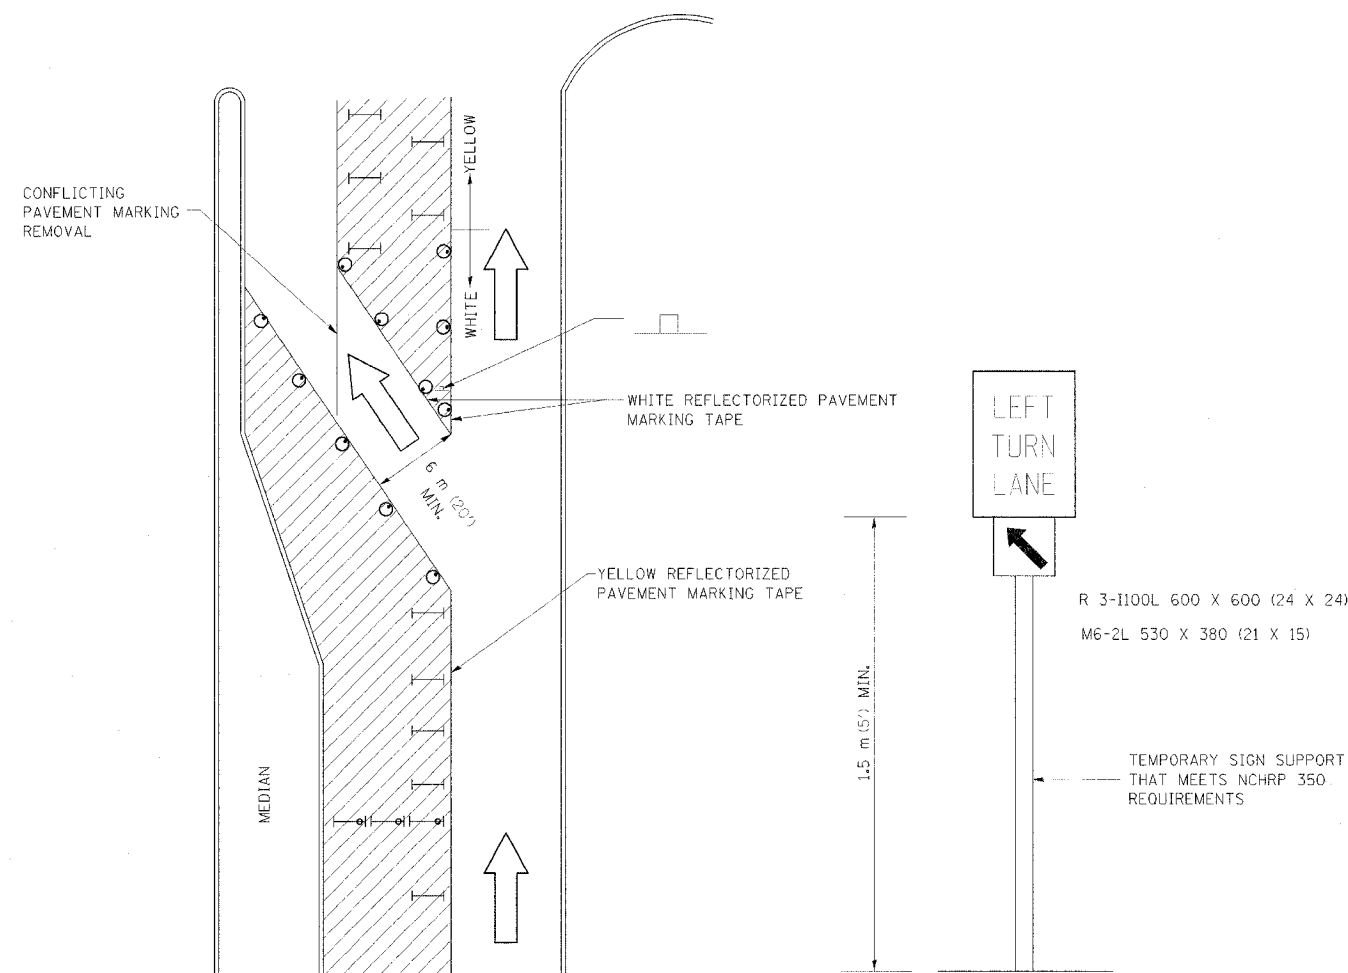 CONFLICTING
PAVEMENT MARKING
REMOVAL
YELLOW
WHITE
WHITE REFLECTORIZED PAVEMENT
MARKING TAPE
6 m (20')
MIN.
YELLOW REFLECTORIZED
PAVEMENT MARKING TAPE
MEDIAN
LEFT
TURN
LANE
R 3-I100L 600 X 600 (24 X 24)
M6-2L 530 X 380 (21 X 15)
1.5 m (5') MIN.
TEMPORARY SIGN SUPPORT
THAT MEETS NCHRP 350
REQUIREMENTS